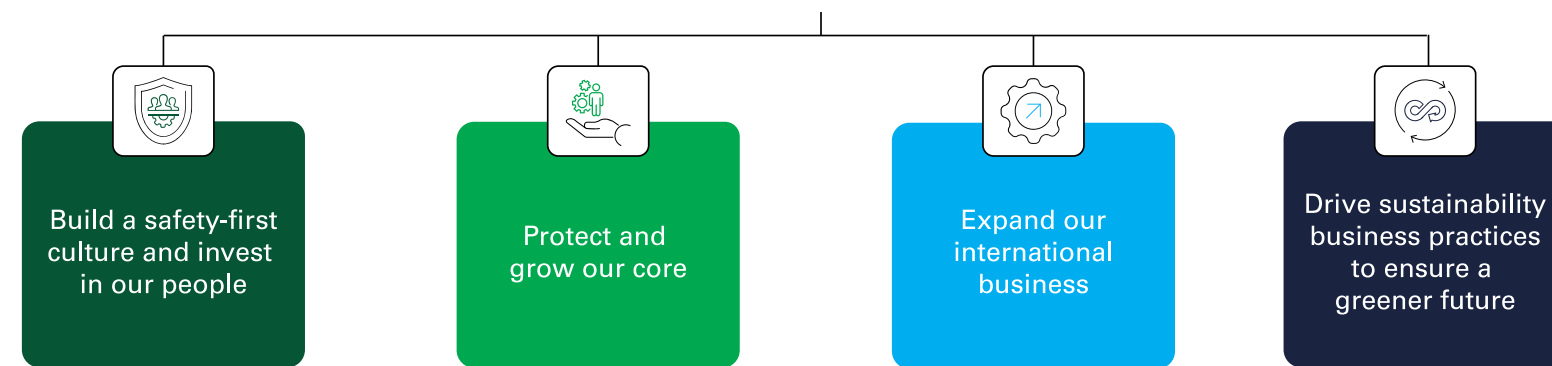 Build a safety-first
culture and invest
in our people
Protect and
grow our core
Expand our
international
business
Drive sustainability
business practices
to ensure a
greener future